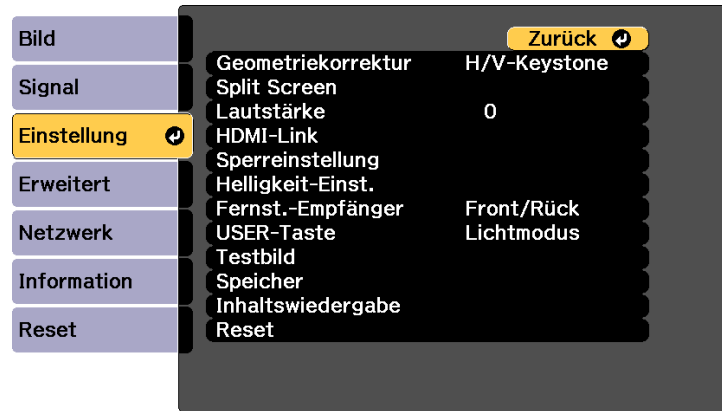 Bild
Signal
Einstellung
Erweitert
Netzwerk
Information
Reset
Zurück
Geometriekorrektur H/V-Keystone
Split Screen
Lautstärke 0
HDMI-Link
Sperreinstellung
Helligkeit-Einst.
Fernst.-Empfänger Front/Rück
USER-Taste Lichtmodus
Testbild
Speicher
Inhaltswiedergabe
Reset